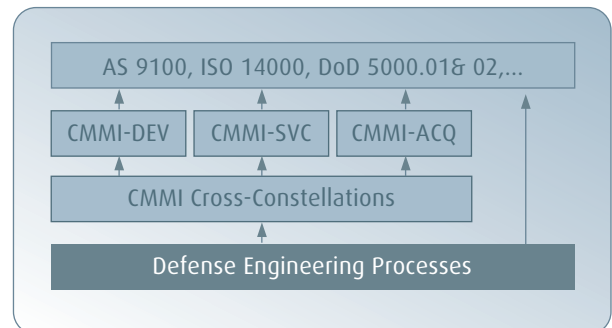 AS 9100, ISO 14000, DoD 5000.01& 02,...
CMMI-DEV CMMI-SVC CMMI-ACQ
CMMI Cross-Constellations
Defense Engineering Processes